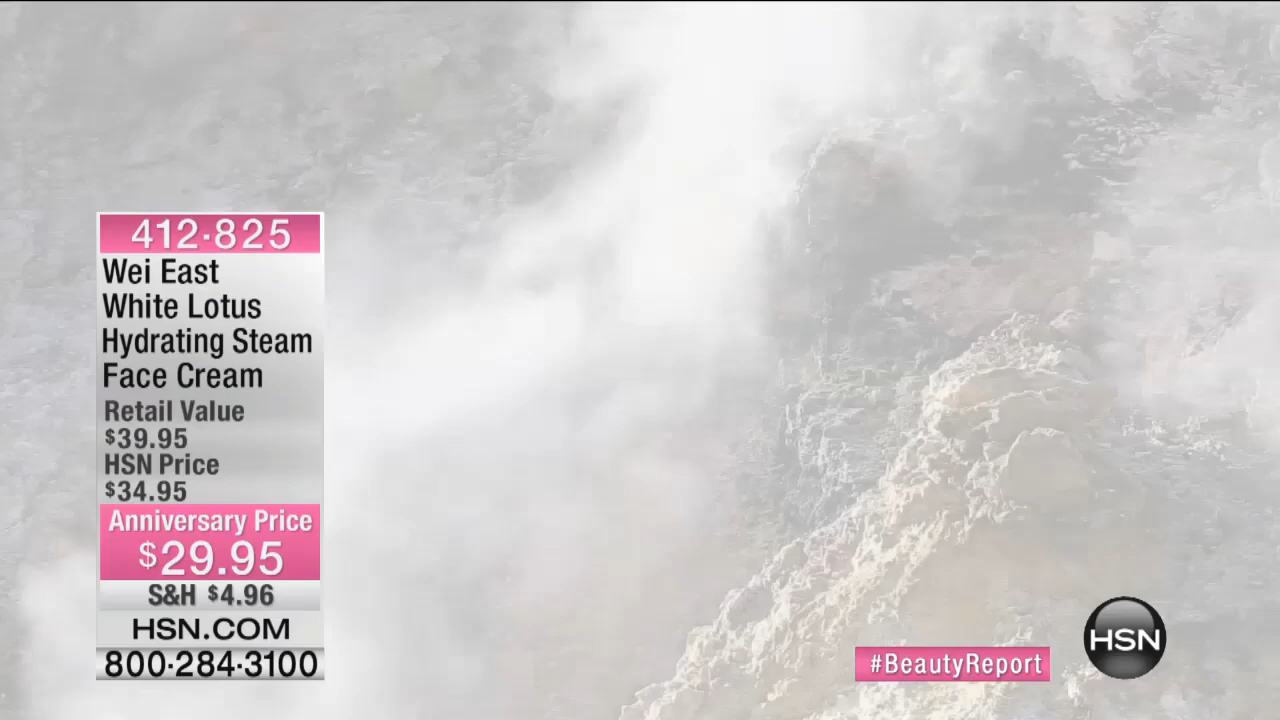 412·825
Wei East
White Lotus
Hydrating Steam
Face Cream
Retail Value
$39.95
HSN Price
$34.95
Anniversary Price
$29.95
S&H $4.96
HSN.COM
800·284·3100
#BeautyReport
HSN